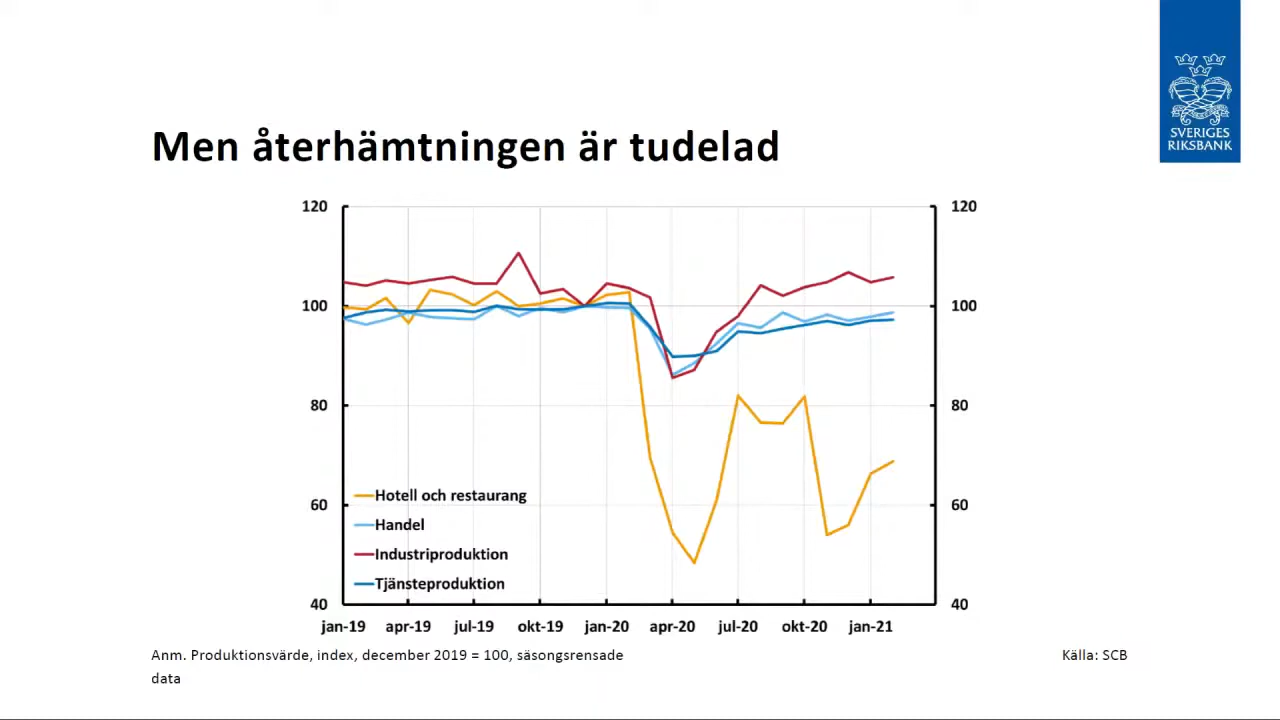 SVERIGES
RIKSBANK
Men återhämtningen är tudelad
120 120
100 100
80 80
60 60
40 40
Hotell och restaurang
Handel
Industriproduktion
Tjänsteproduktion
jan-19 apr-19 jul-19 okt-19 jan-20 apr-20 jul-20 okt-20 jan-21
Anm. Produktionsvärde, index, december 2019 = 100, säsongsrensade
data
Källa: SCB